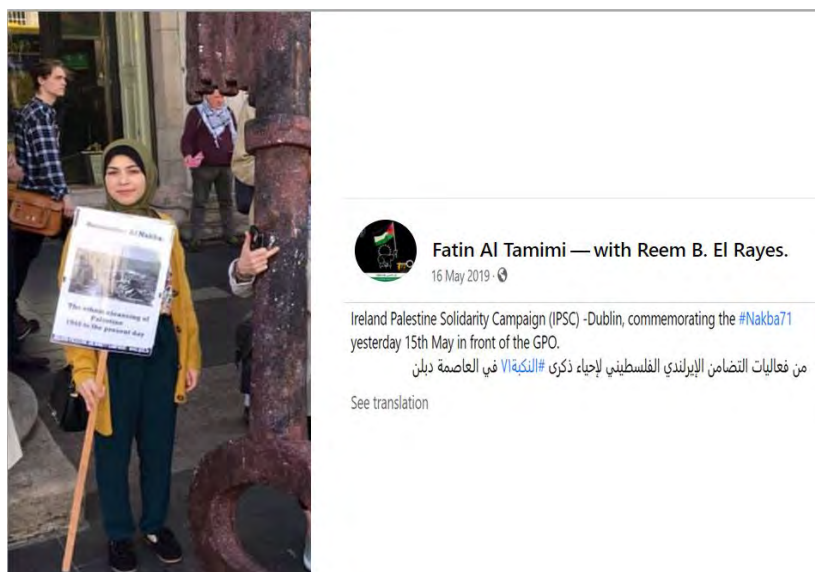 Remember Al Nakba:
The ethnic cleansing of
Palestine
1948 to the present day
Fatin Al Tamimi — with Reem B. El Rayes.
16 May 2019 ·
Ireland Palestine Solidarity Campaign (IPSC) -Dublin, commemorating the #Nakba71
yesterday 15th May in front of the GPO.
من فعاليات التضامن الإيرلندي الفلسطيني لإحياء ذكرى #النكبة٧١ في العاصمة دبلن
See translation